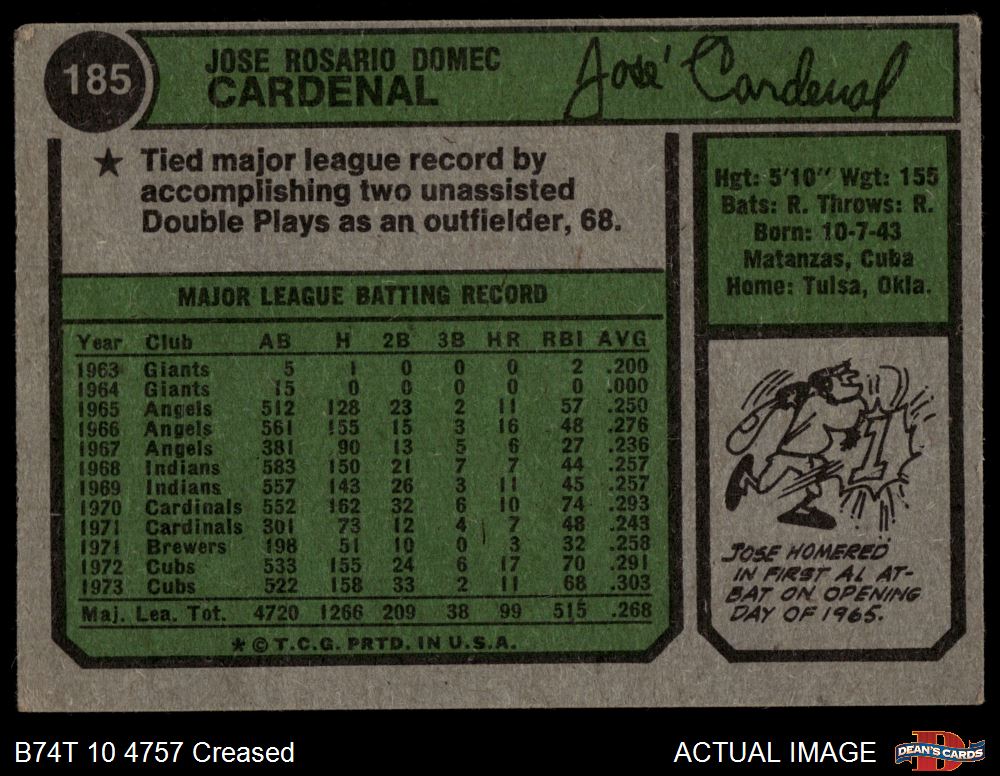 185
JOSE ROSARIO DOMEC
CARDENAL
José Cardenal
★ Tied major league record by
accomplishing two unassisted
Double Plays as an outfielder, 68.
Hgt: 5'10" Wgt: 155
Bats: R. Throws: R.
Born: 10-7-43
Matanzas, Cuba
Home: Tulsa, Okla.
MAJOR LEAGUE BATTING RECORD
Year Club AB H 2B 3B HR RBI AVG
1963 Giants 5 1 0 0 0 2 .200
1964 Giants 15 0 0 0 0 0 .000
1965 Angels 512 128 23 2 11 57 .250
1966 Angels 561 155 15 3 16 48 .276
1967 Angels 381 90 13 5 6 27 .236
1968 Indians 583 150 21 7 7 44 .257
1969 Indians 557 143 26 3 11 45 .257
1970 Cardinals 552 162 32 6 10 74 .293
1971 Cardinals 301 73 12 4 7 48 .243
1971 Brewers 198 51 10 0 3 32 .258
1972 Cubs 533 155 24 6 17 70 .291
1973 Cubs 522 158 33 2 11 68 .303
Maj. Lea. Tot. 4720 1266 209 38 99 515 .268
* © T.C.G. PRTD. IN U.S.A.
1
JOSE HOMERED
IN FIRST AL AT-
BAT ON OPENING
DAY OF 1965.
B74T 10 4757 Creased
ACTUAL IMAGE
D
DEAN'S CARDS